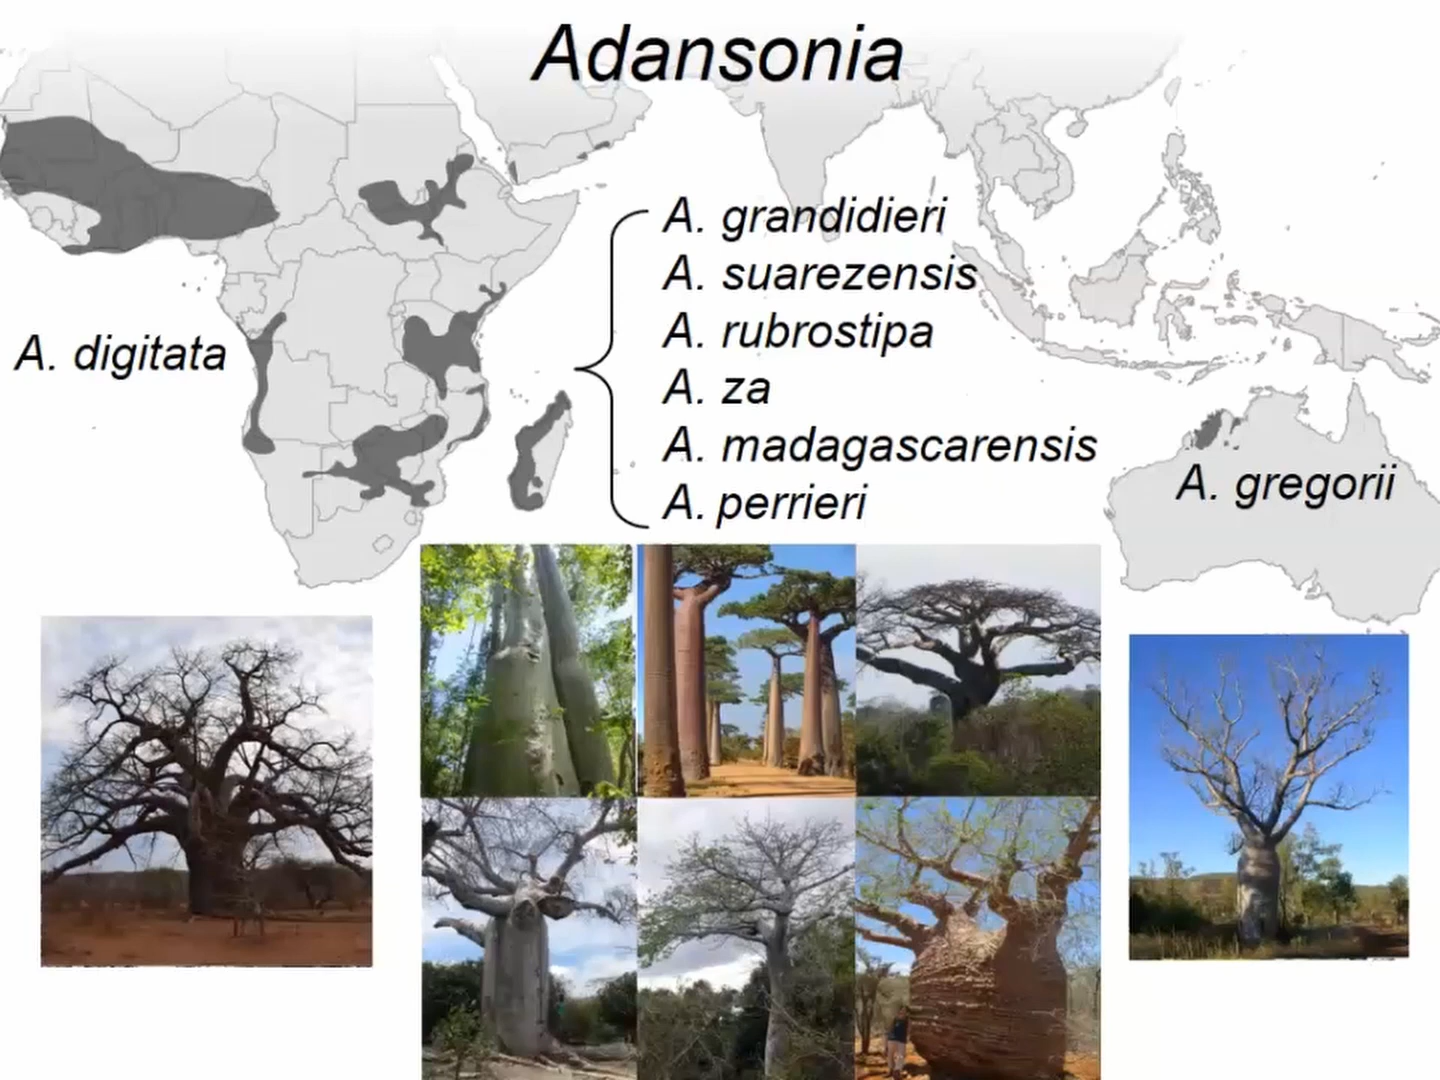 Adansonia
A. grandidieri
A. suarezensis
A. rubrostipa
A. digitata
A. za
A. madagascarensis
A. gregorii
A. perrieri